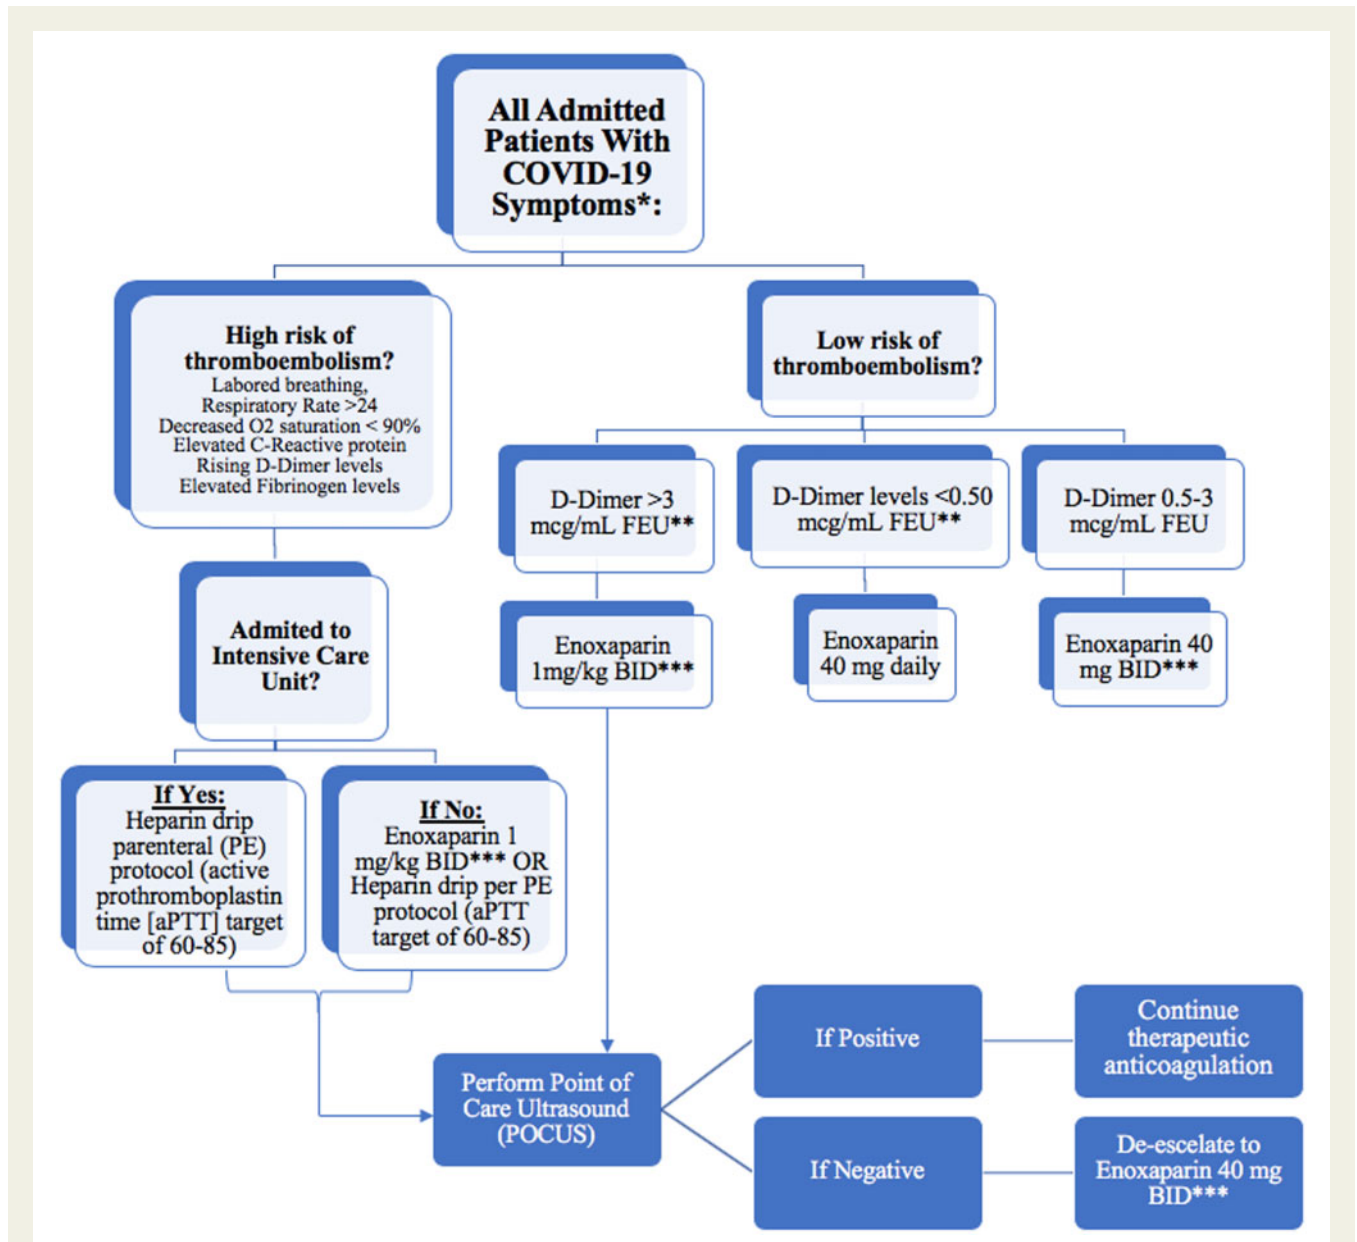 All Admitted
Patients With
COVID-19
Symptoms*:
High risk of
thromboembolism?
Labored breathing,
Respiratory Rate >24
Decreased O2 saturation < 90%
Elevated C-Reactive protein
Rising D-Dimer levels
Elevated Fibrinogen levels
Low risk of
thromboembolism?
D-Dimer >3
mcg/mL FEU**
D-Dimer levels <0.50
mcg/mL FEU**
D-Dimer 0.5-3
mcg/mL FEU
Admited to
Intensive Care
Unit?
Enoxaparin
1mg/kg BID***
Enoxaparin
40 mg daily
Enoxaparin 40
mg BID***
If Yes:
Heparin drip
parenteral (PE)
protocol (active
prothromboplastin
time [aPTT] target
of 60-85)
If No:
Enoxaparin 1
mg/kg BID*** OR
Heparin drip per PE
protocol (aPTT
target of 60-85)
Perform Point of
Care Ultrasound
(POCUS)
If Positive
Continue
therapeutic
anticoagulation
If Negative
De-escelate to
Enoxaparin 40 mg
BID***